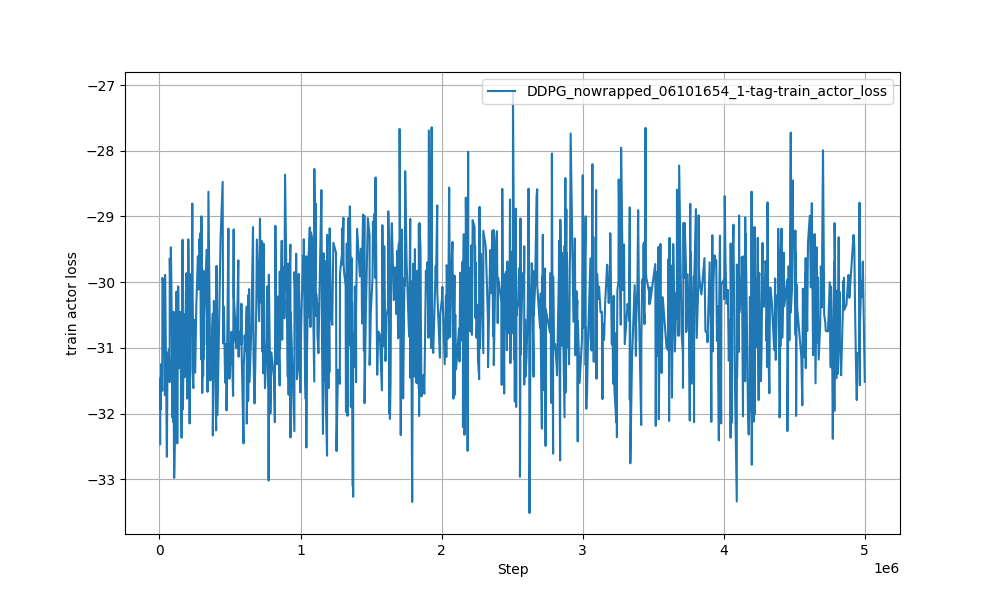 DDPG_nowrapped_06101654_1-tag-train_actor_loss
train actor loss
−27
−28
−29
−30
−31
−32
−33
0 1 2 3 4 5
Step
1e6